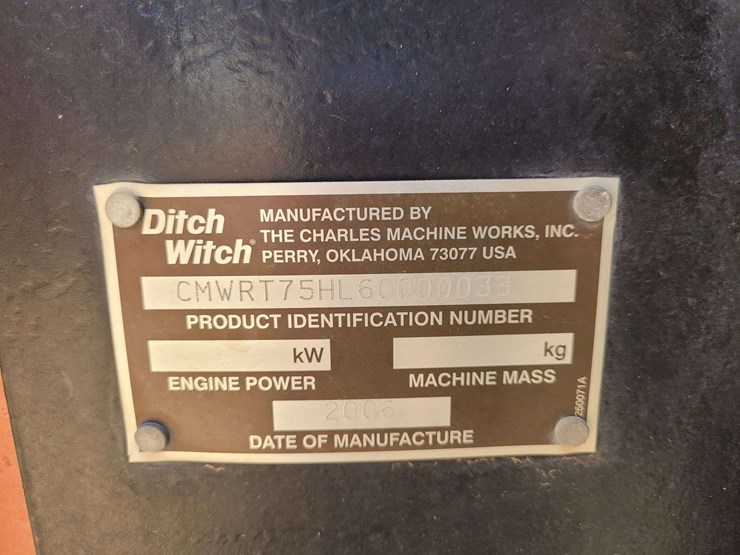 Ditch Witch®
MANUFACTURED BY
THE CHARLES MACHINE WORKS, INC.
PERRY, OKLAHOMA 73077 USA
CMWRT75HL60000033
PRODUCT IDENTIFICATION NUMBER
kW
kg
ENGINE POWER
MACHINE MASS
2006
DATE OF MANUFACTURE
250071A